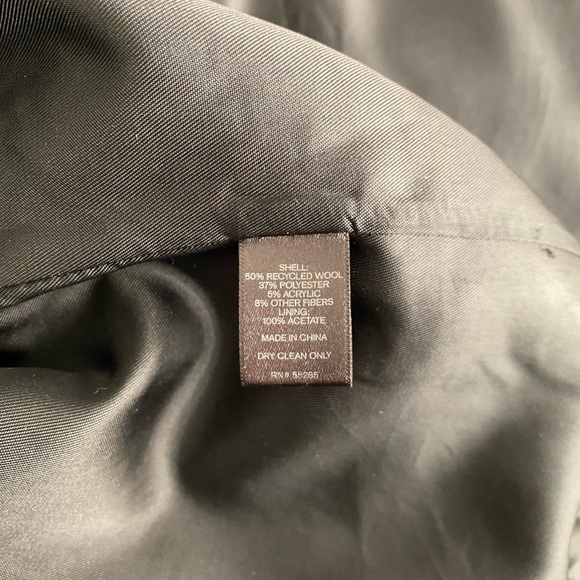 SHELL:
50% RECYCLED WOOL
37% POLYESTER
5% ACRYLIC
8% OTHER FIBERS
LINING:
100% ACETATE
MADE IN CHINA
DRY CLEAN ONLY
RN #